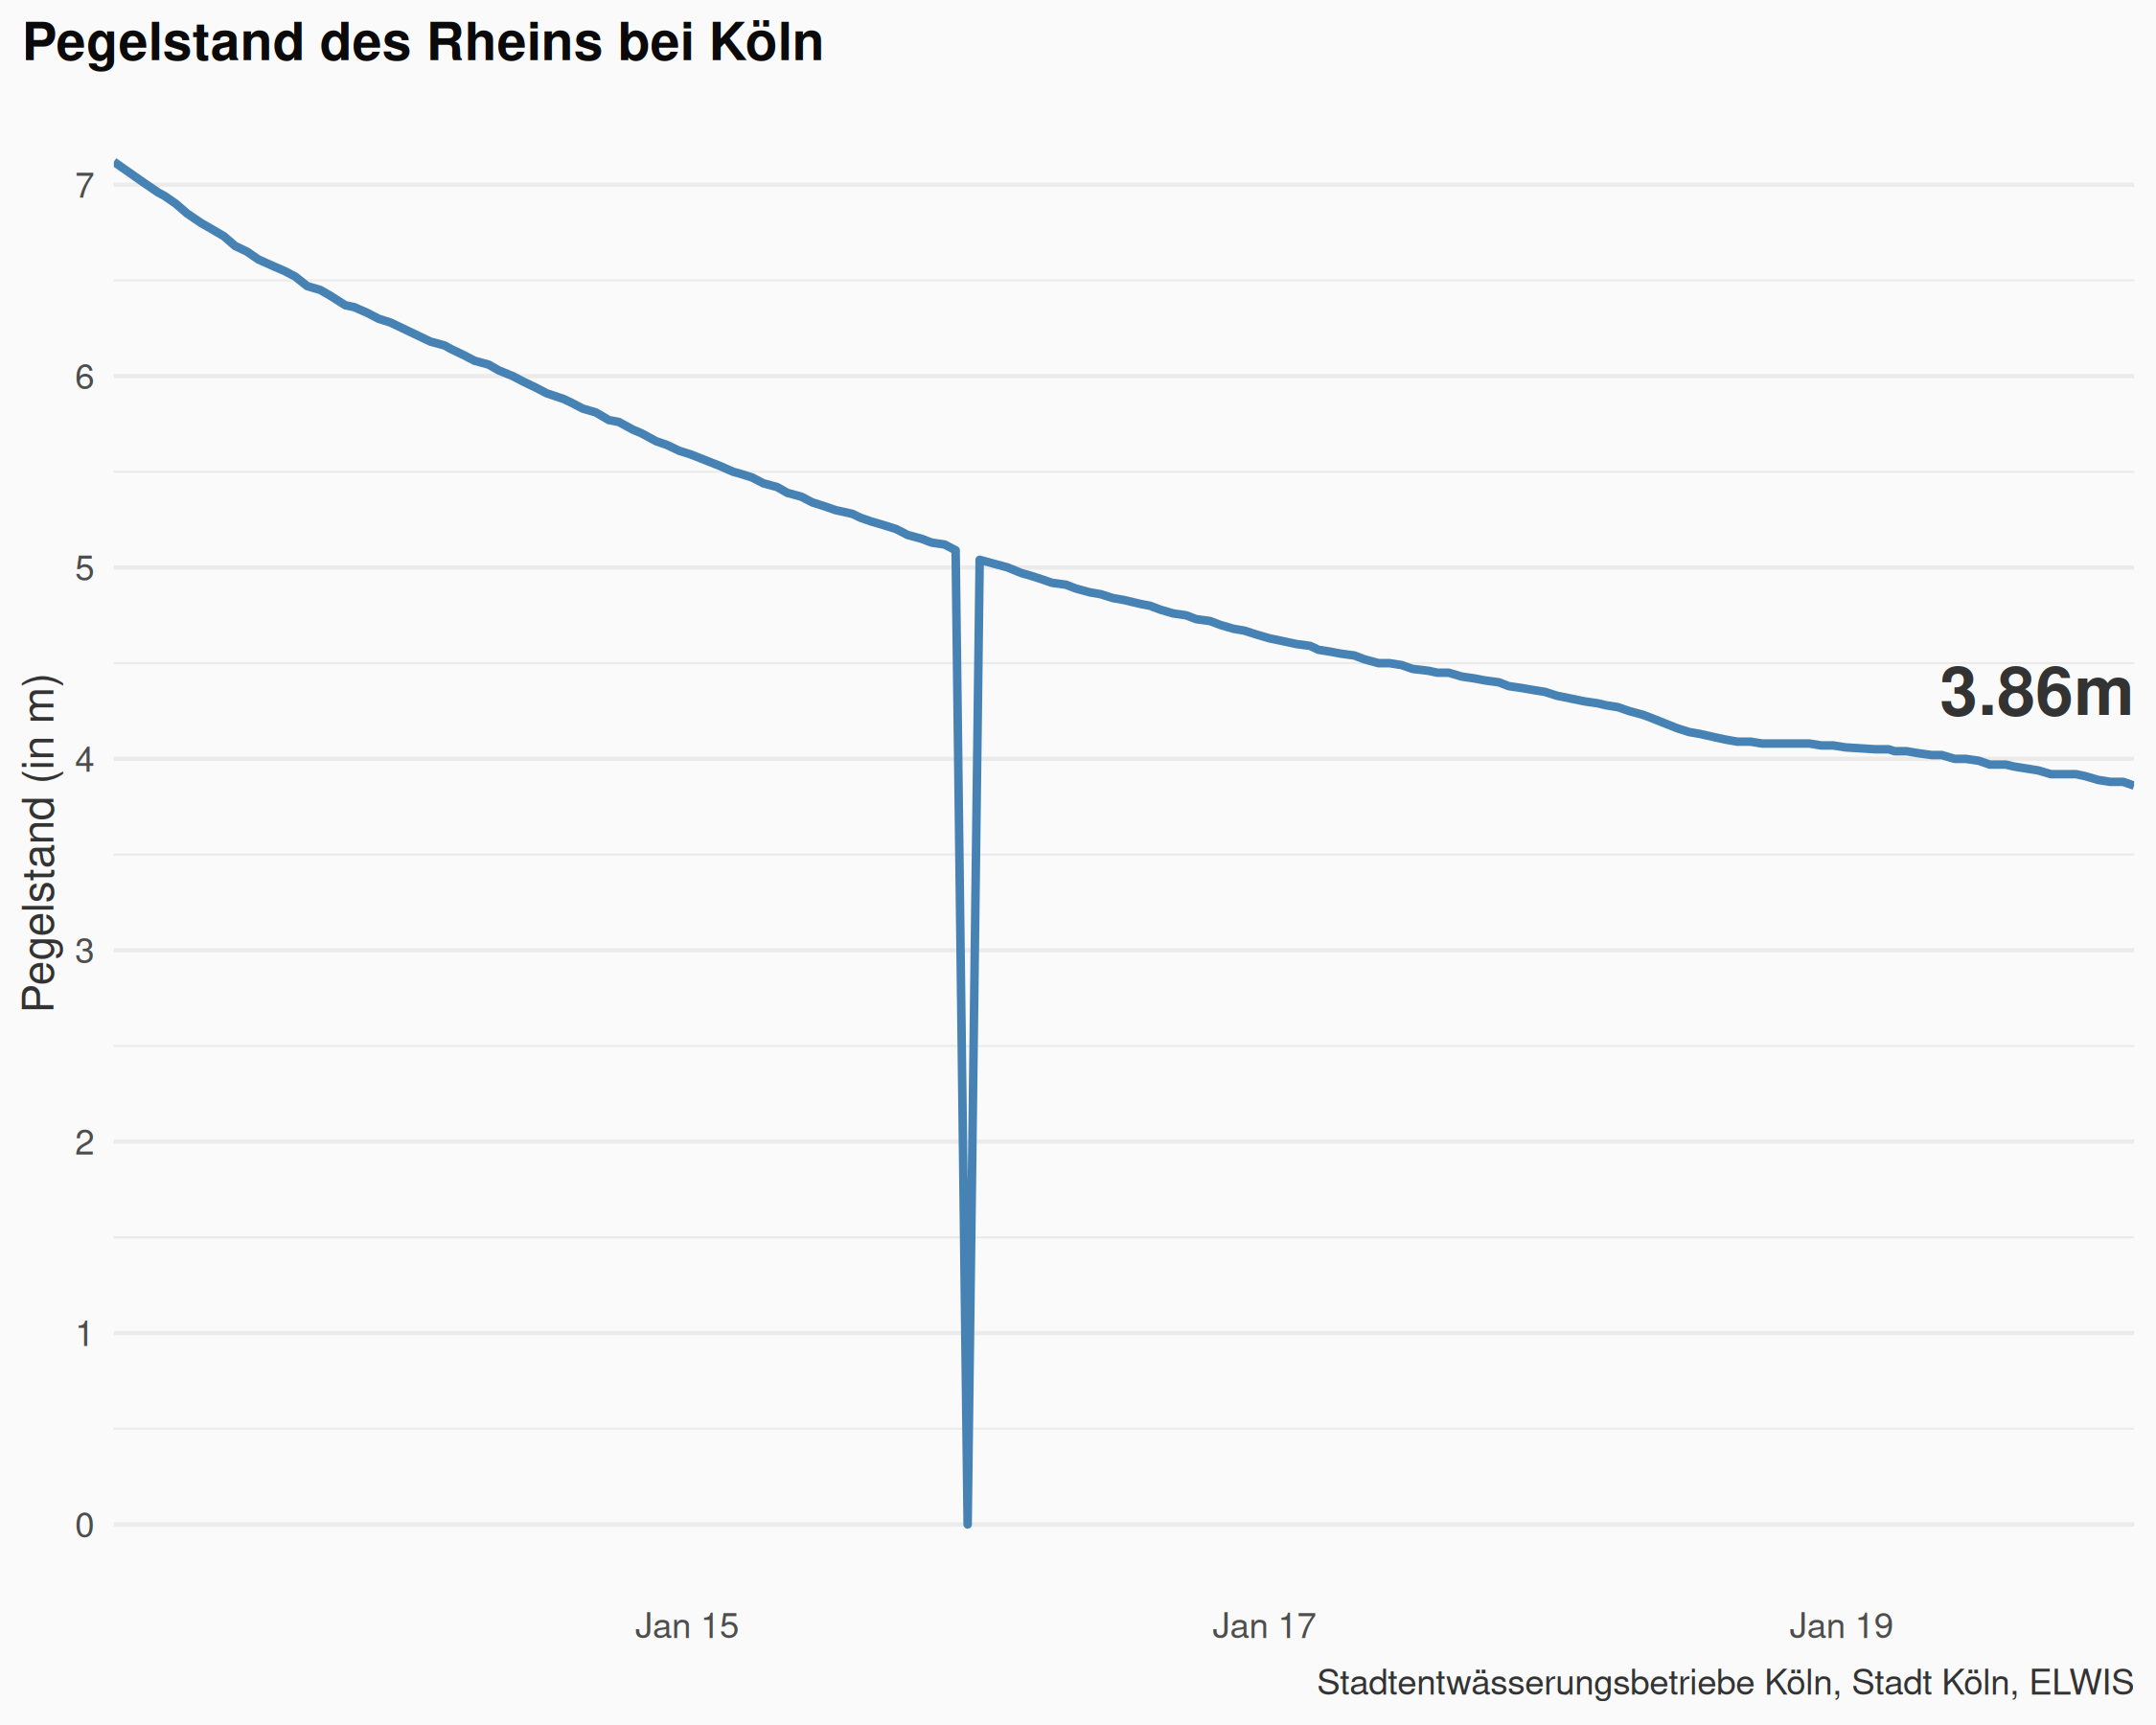 Pegelstand des Rheins bei Köln
Pegelstand (in m)
7
6
5
4
3
2
1
0
3.86m
Jan 15
Jan 17
Jan 19
Stadtentwässerungsbetriebe Köln, Stadt Köln, ELWIS